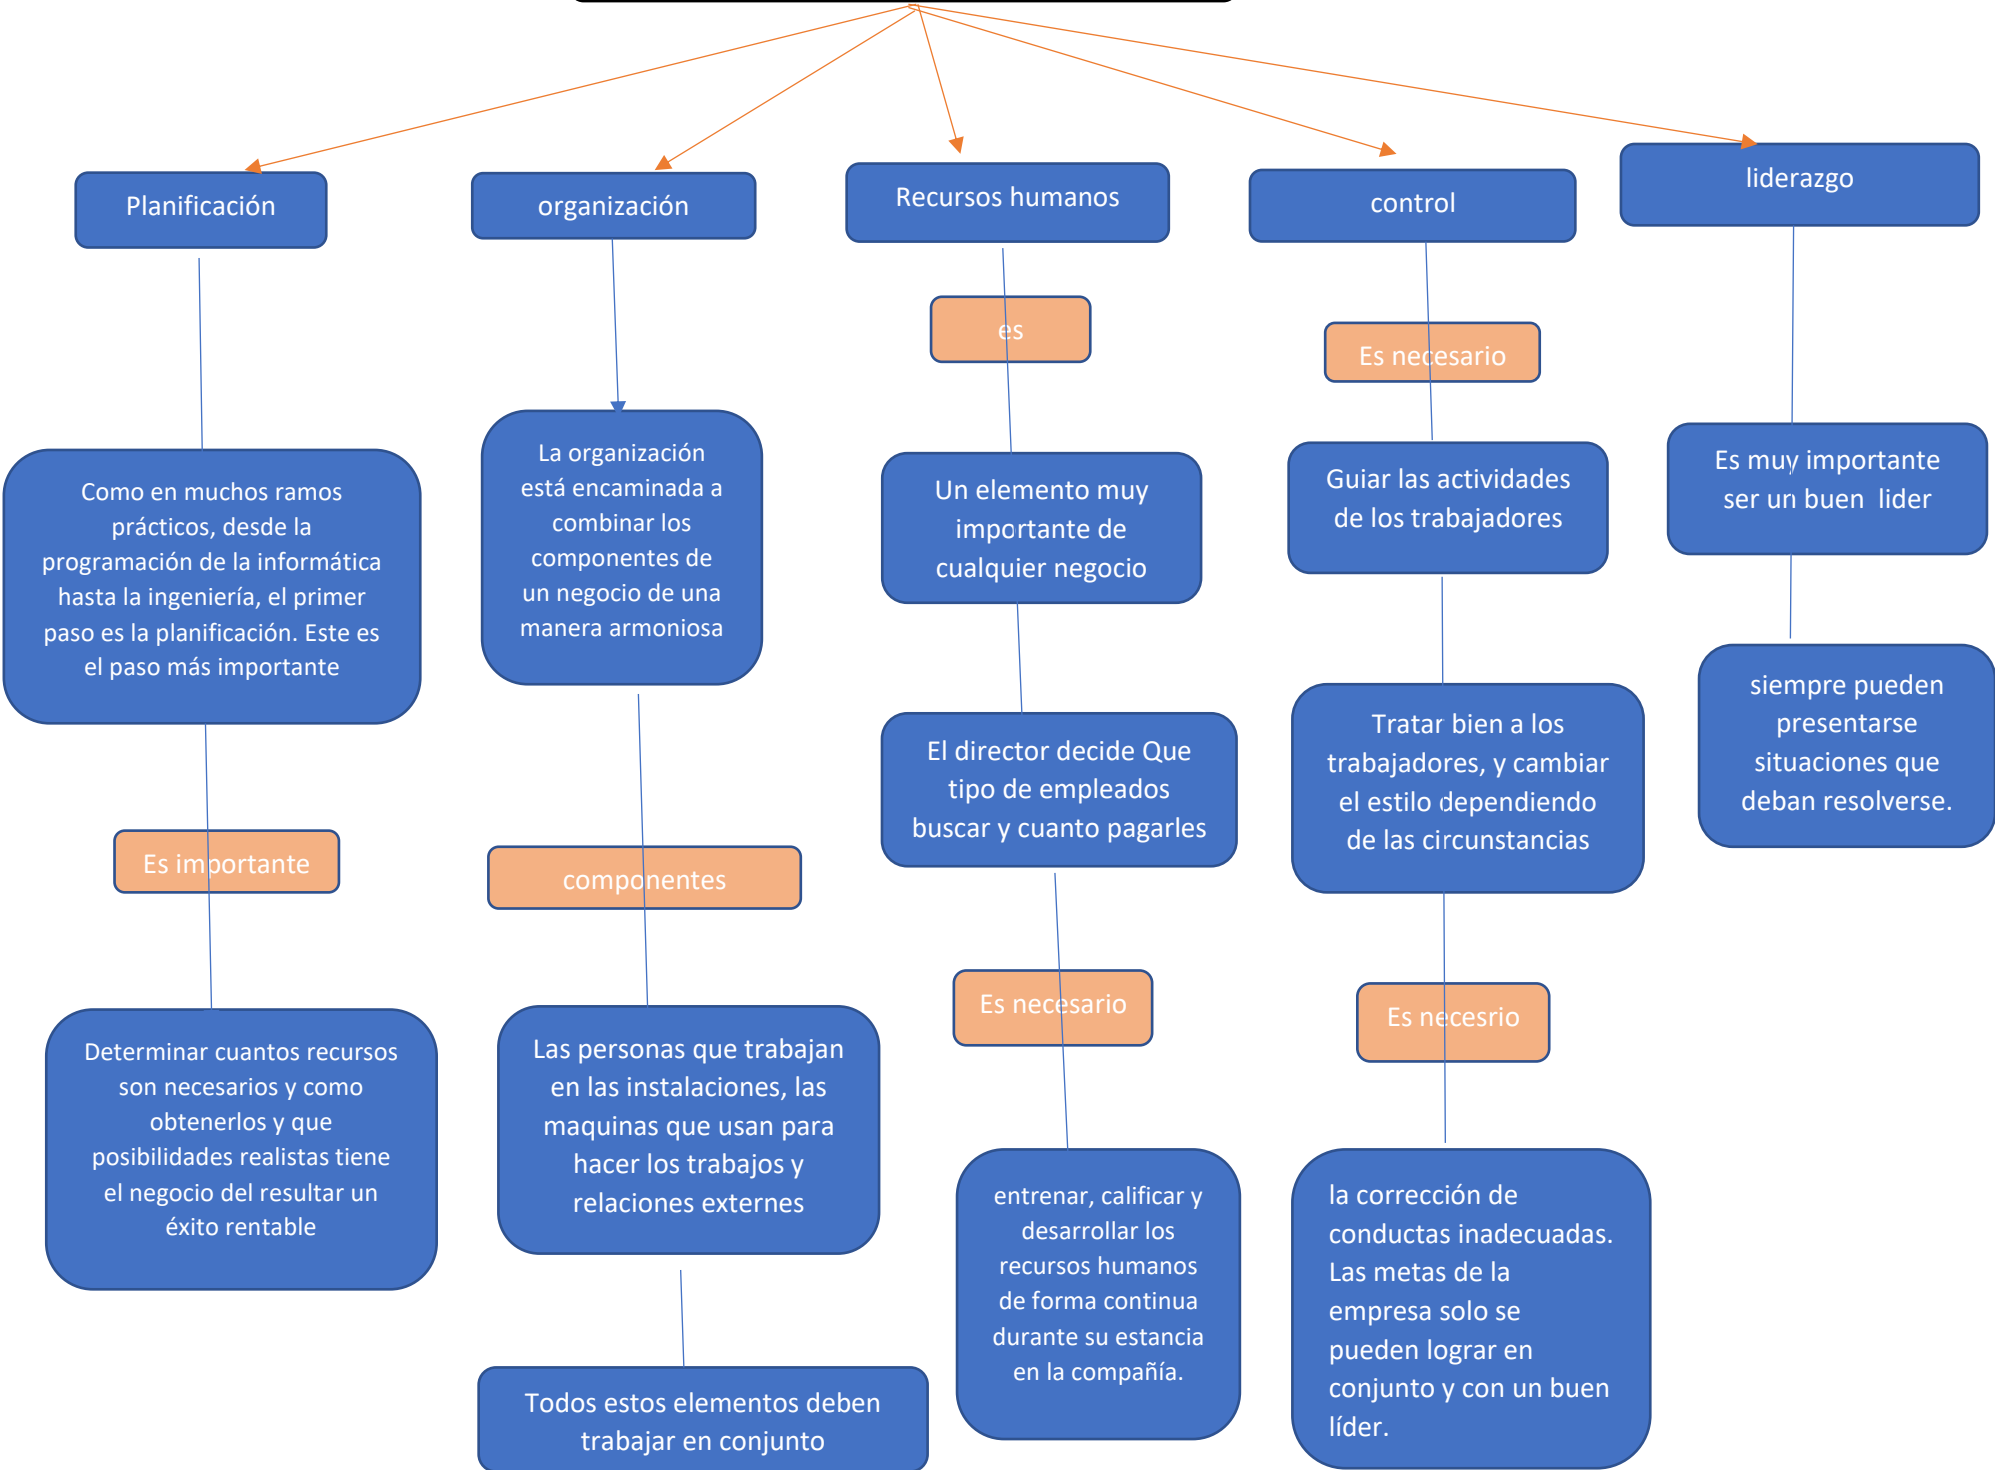 Planificación
organización
Recursos humanos
control
liderazgo
es
Es necesario
Como en muchos ramos
prácticos, desde la
programación de la informática
hasta la ingeniería, el primer
paso es la planificación. Este es
el paso más importante
La organización
está encaminada a
combinar los
componentes de
un negocio de una
manera armoniosa
Un elemento muy
importante de
cualquier negocio
Guiar las actividades
de los trabajadores
Es muy importante
ser un buen lider
El director decide Que
tipo de empleados
buscar y cuanto pagarles
Tratar bien a los
trabajadores, y cambiar
el estilo dependiendo
de las circunstancias
siempre pueden
presentarse
situaciones que
deban resolverse.
Es importante
componentes
Es necesario
Es necesrio
Determinar cuantos recursos
son necesarios y como
obtenerlos y que
posibilidades realistas tiene
el negocio del resultar un
éxito rentable
Las personas que trabajan
en las instalaciones, las
maquinas que usan para
hacer los trabajos y
relaciones externes
entrenar, calificar y
desarrollar los
recursos humanos
de forma continua
durante su estancia
en la compañía.
la corrección de
conductas inadecuadas.
Las metas de la
empresa solo se
pueden lograr en
conjunto y con un buen
líder.
Todos estos elementos deben
trabajar en conjunto